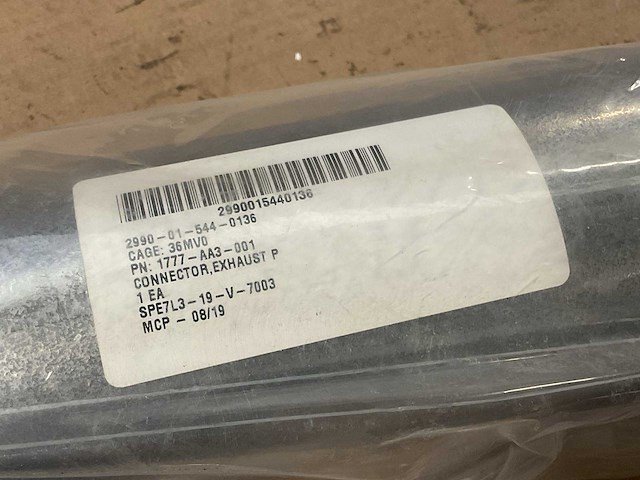 2990015440136
2990-01-544-0136
CAGE: 36MV0
PN: 1777-AA3-001
CONNECTOR,EXHAUST P
1 EA
SPE7L3-19-V-7003
MCP - 08/19